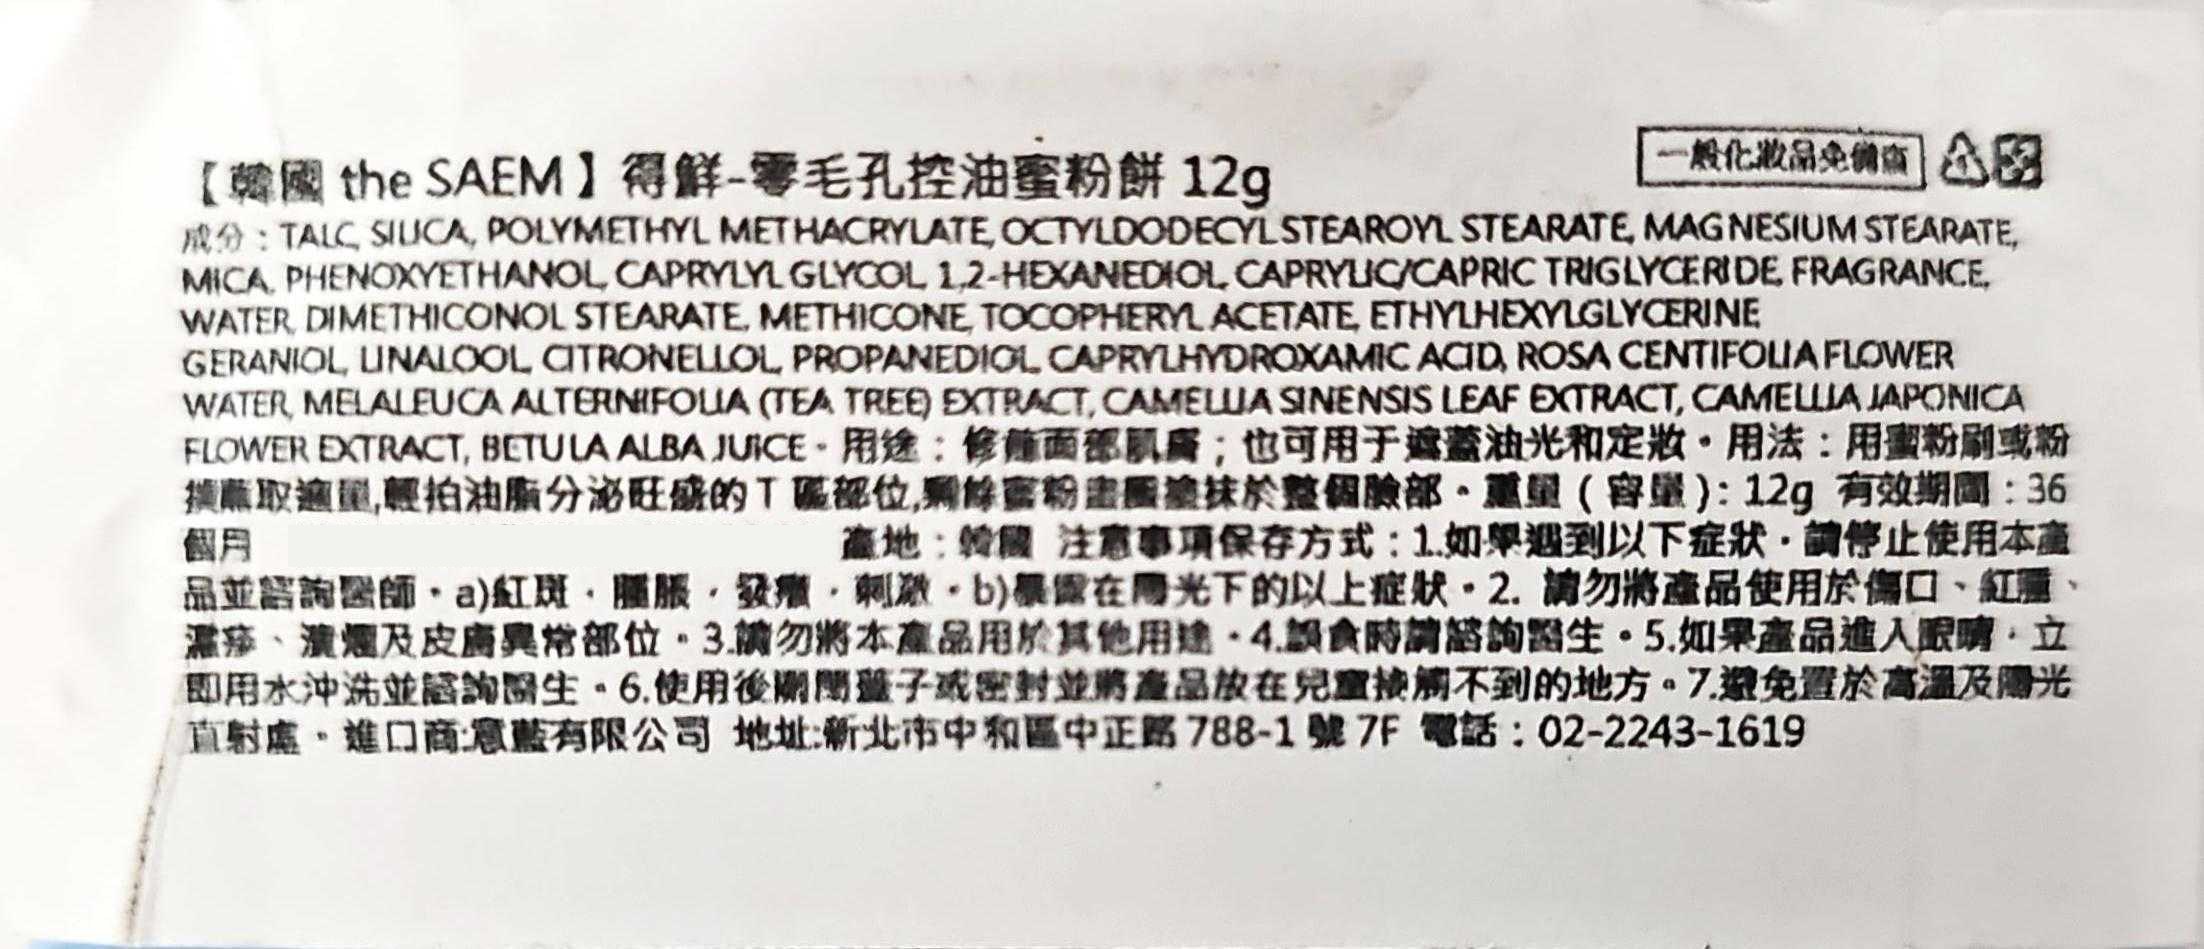 【韓國 the SAEM】得鮮-零毛孔控油蜜粉餅 12g
一般化妝品免備查
成分：TALC, SILICA, POLYMETHYL METHACRYLATE, OCTYLDODECYL STEAROYL STEARATE, MAGNESIUM STEARATE,
MICA, PHENOXYETHANOL, CAPRYLYL GLYCOL, 1,2-HEXANEDIOL, CAPRYLIC/CAPRIC TRIGLYCERIDE, FRAGRANCE,
WATER, DIMETHICONOL STEARATE, METHICONE, TOCOPHERYL ACETATE, ETHYLHEXYLGLYCERINE
GERANIOL, LINALOOL, CITRONELLOL, PROPANEDIOL, CAPRYLHYDROXAMIC ACID, ROSA CENTIFOLIA FLOWER
WATER, MELALEUCA ALTERNIFOLIA (TEA TREE) EXTRACT, CAMELLIA SINENSIS LEAF EXTRACT, CAMELLIA JAPONICA
FLOWER EXTRACT, BETULA ALBA JUICE。用途：修飾面部肌膚；也可用于遮蓋油光和定妝。用法：用蜜粉刷或粉
撲蘸取適量,輕拍油脂分泌旺盛的 T 區部位,剩餘蜜粉畫圈塗抹於整個臉部。重量（容量）: 12g 有效期間：36
個月 產地：韓國 注意事項保存方式：1.如果遇到以下症狀，請停止使用本產
品並諮詢醫師。a)紅斑，腫脹，發癢，刺激。b)暴露在陽光下的以上症狀。2. 請勿將產品使用於傷口、紅腫、
濕疹、潰爛及皮膚異常部位。3.請勿將本產品用於其他用途。4.誤食時請諮詢醫生。5.如果產品進入眼睛，立
即用水沖洗並諮詢醫生。6.使用後關閉蓋子或密封並將產品放在兒童接觸不到的地方。7.避免置於高溫及陽光
直射處。進口商:意藍有限公司 地址:新北市中和區中正路 788-1 號 7F 電話：02-2243-1619